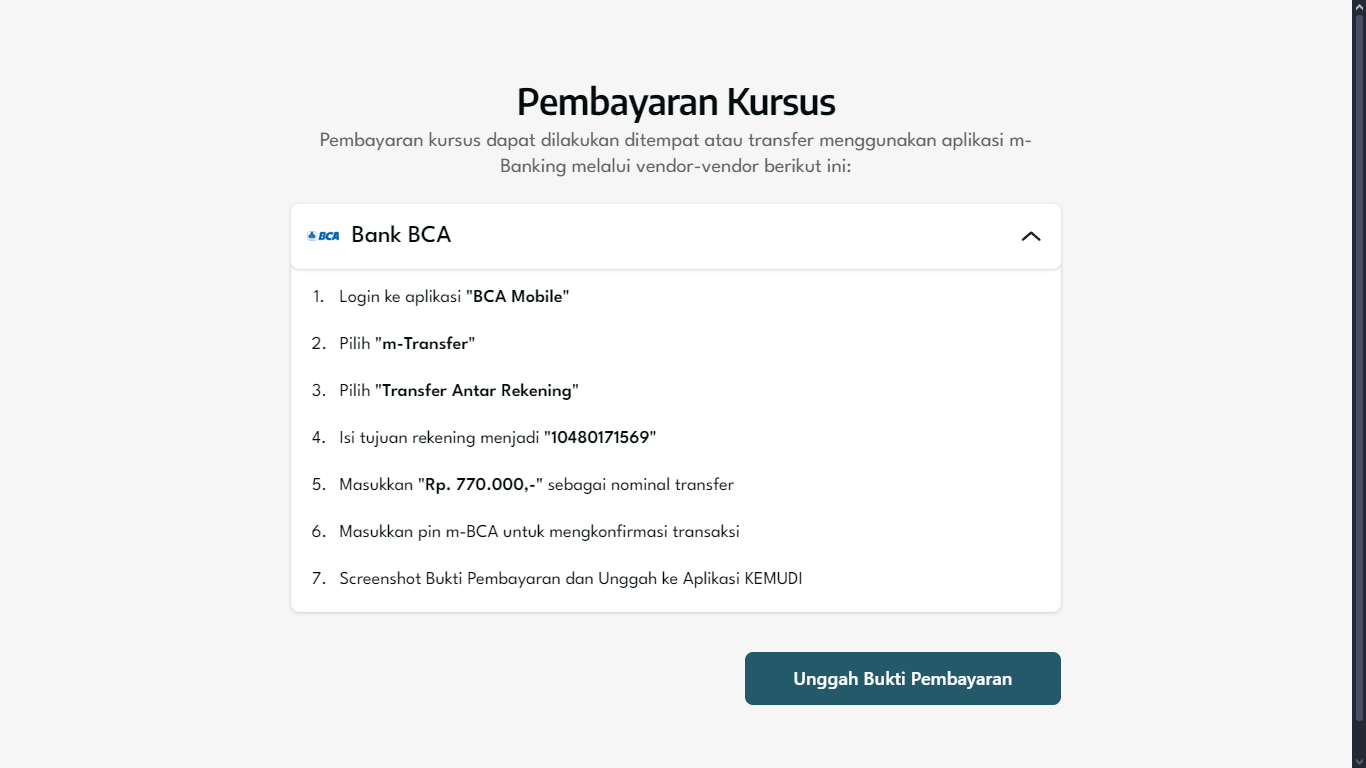 Pembayaran Kursus
Pembayaran kursus dapat dilakukan ditempat atau transfer menggunakan aplikasi m-
Banking melalui vendor-vendor berikut ini:
BCA Bank BCA
1. Login ke aplikasi "BCA Mobile"
2. Pilih "m-Transfer"
3. Pilih "Transfer Antar Rekening"
4. Isi tujuan rekening menjadi "10480171569"
5. Masukkan "Rp. 770.000,-" sebagai nominal transfer
6. Masukkan pin m-BCA untuk mengkonfirmasi transaksi
7. Screenshot Bukti Pembayaran dan Unggah ke Aplikasi KEMUDI
Unggah Bukti Pembayaran